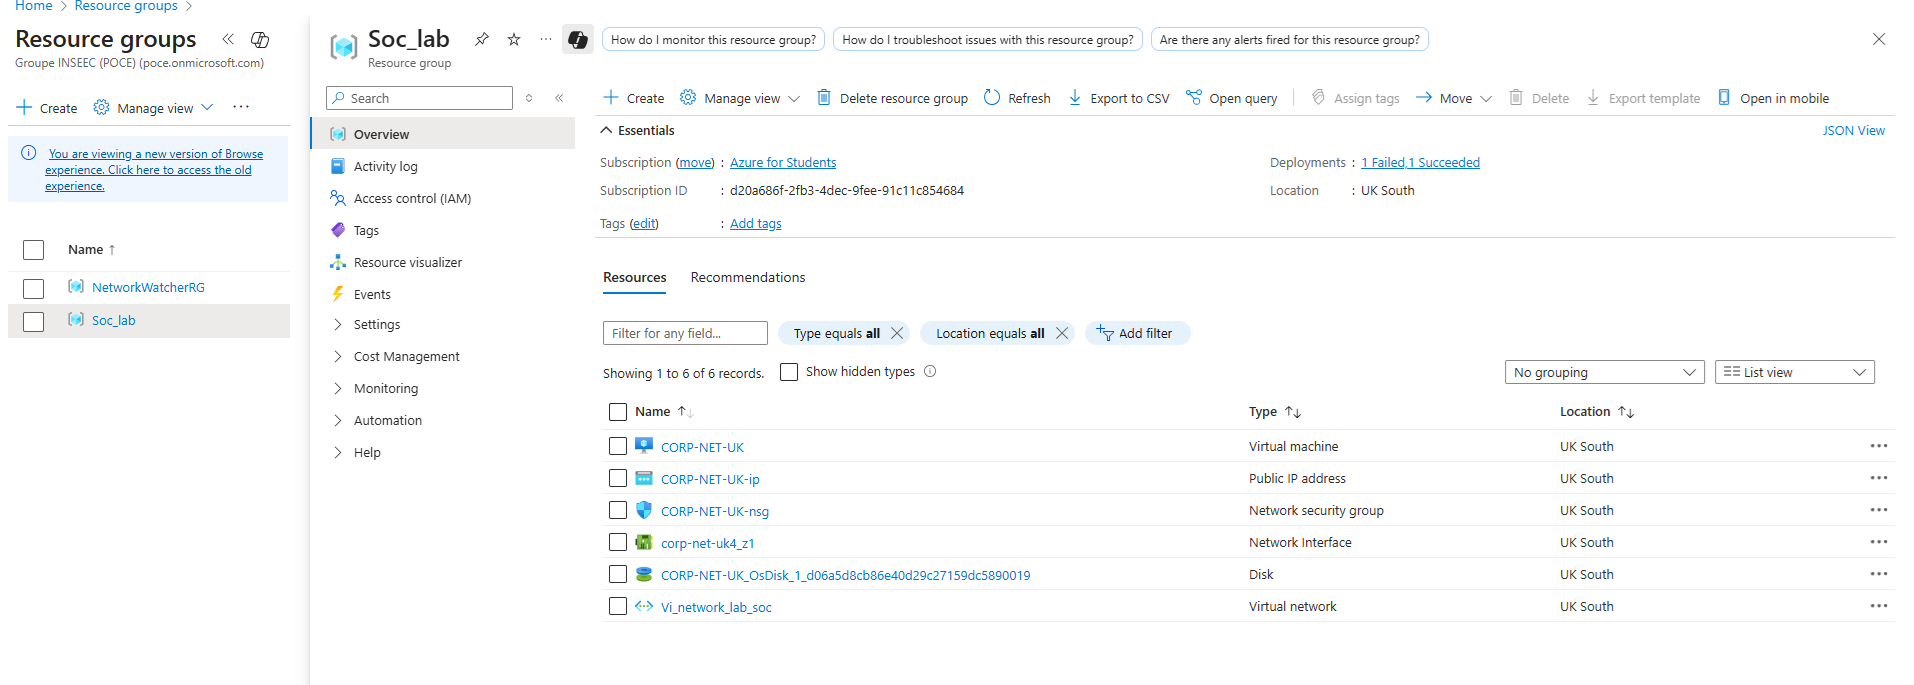 Home > Resource groups >
Resource groups
Groupe INSEEC (POCE) (poce.onmicrosoft.com)
Create
Manage view
You are viewing a new version of Browse
experience. Click here to access the old
experience.
Name ↑
NetworkWatcherRG
Soc_lab
Soc_lab
Resource group
How do I monitor this resource group?
How do I troubleshoot issues with this resource group?
Are there any alerts fired for this resource group?
Search
Overview
Activity log
Access control (IAM)
Tags
Resource visualizer
Events
Settings
Cost Management
Monitoring
Automation
Help
Create
Manage view
Delete resource group
Refresh
Export to CSV
Open query
Assign tags
Move
Delete
Export template
Open in mobile
Essentials
JSON View
Subscription (move) : Azure for Students
Subscription ID : d20a686f-2fb3-4dec-9fee-91c11c854684
Tags (edit) : Add tags
Deployments : 1 Failed,1 Succeeded
Location : UK South
Resources
Recommendations
Filter for any field...
Type equals all
Location equals all
Add filter
Showing 1 to 6 of 6 records.
Show hidden types
No grouping
List view
Name ↑↓ Type ↑↓ Location ↑↓
CORP-NET-UK Virtual machine UK South
CORP-NET-UK-ip Public IP address UK South
CORP-NET-UK-nsg Network security group UK South
corp-net-uk4_z1 Network Interface UK South
CORP-NET-UK_OsDisk_1_d06a5d8cb86e40d29c27159dc5890019 Disk UK South
Vi_network_lab_soc Virtual network UK South